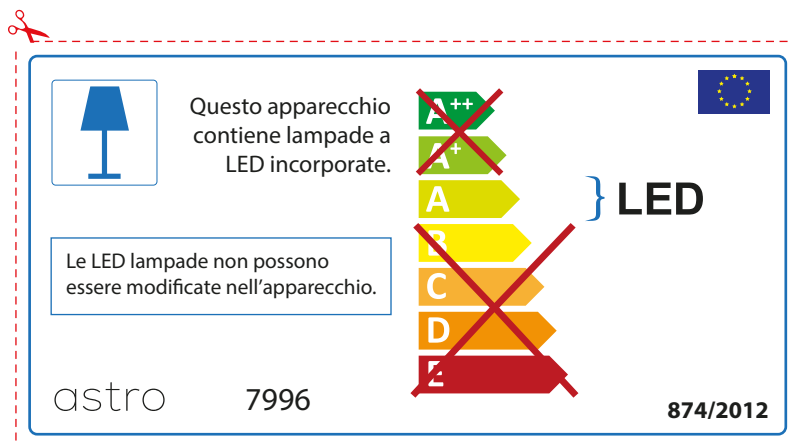 Questo apparecchio
contiene lampade a
LED incorporate.
Le LED lampade non possono
essere modificate nell'apparecchio.
A++
A+
A
B
C
D
E
LED
astro
7996
874/2012